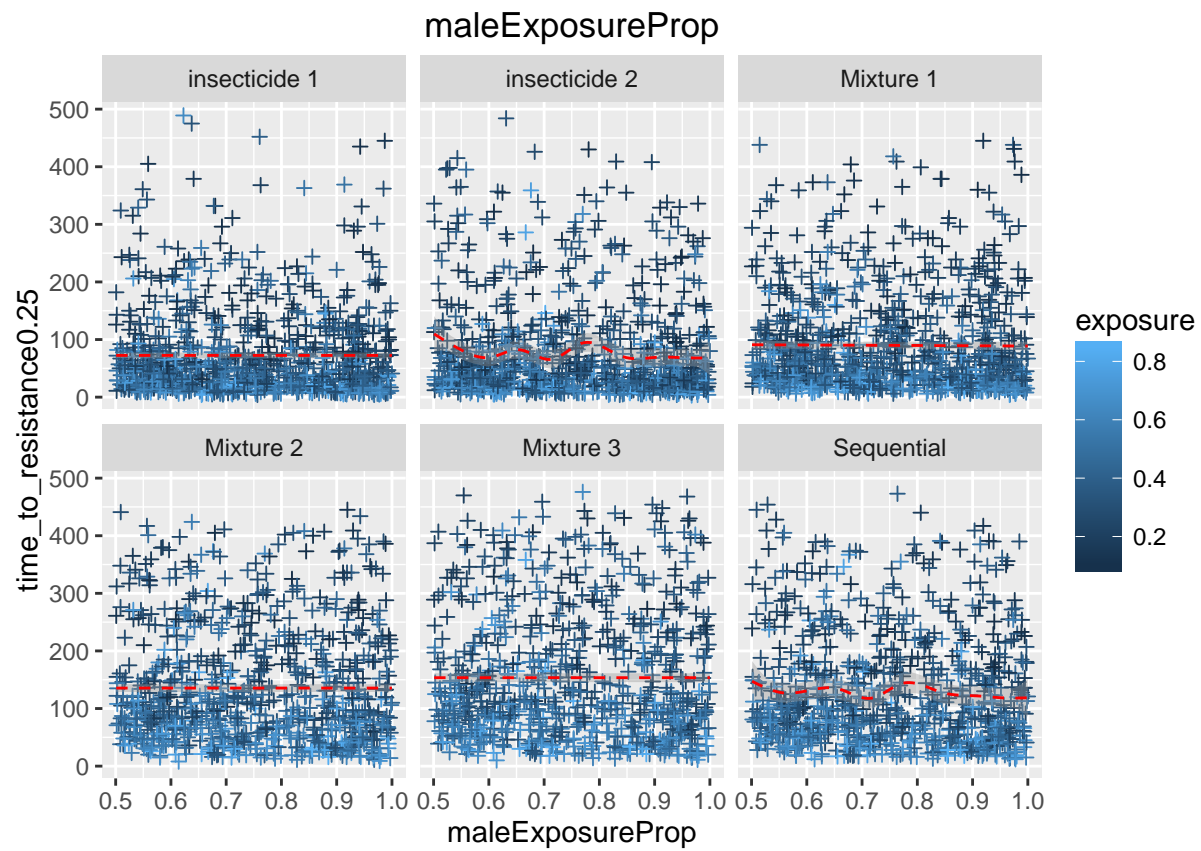 maleExposureProp
insecticide 1
insecticide 2
Mixture 1
500
400
300
200
100
0
Mixture 2
Mixture 3
Sequential
500
400
300
200
100
0
0.5 0.6 0.7 0.8 0.9 1.0
0.5 0.6 0.7 0.8 0.9 1.0
0.5 0.6 0.7 0.8 0.9 1.0
maleExposureProp
time_to_resistance0.25
exposure
0.8
0.6
0.4
0.2